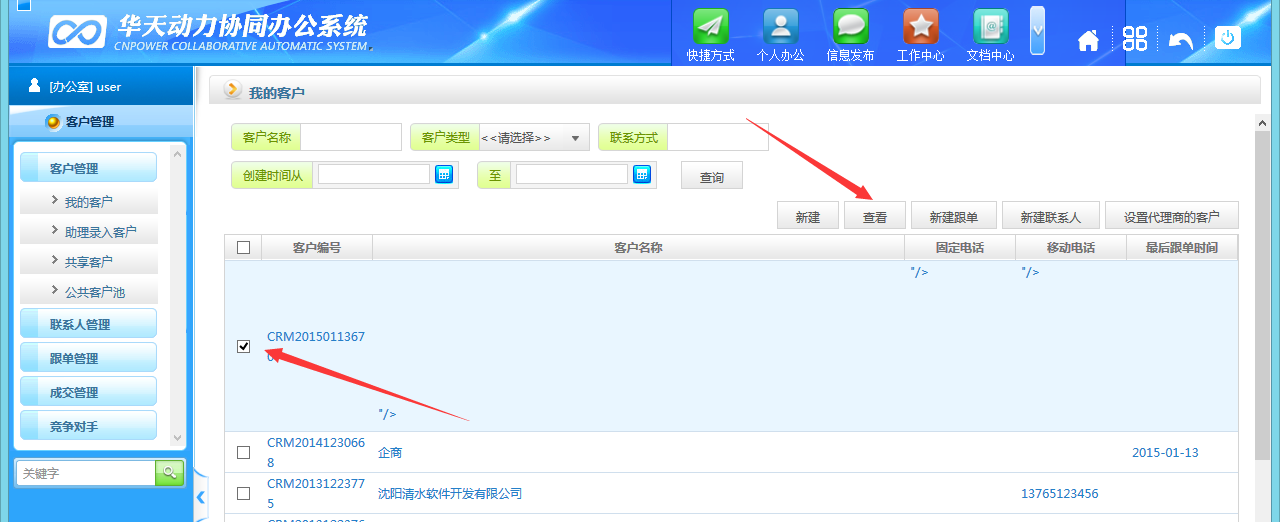 华天动力协同办公系统
CNPOWER COLLABORATIVE AUTOMATIC SYSTEM
快捷方式 个人办公 信息发布 工作中心 文档中心
[办公室] user
客户管理
客户管理
我的客户
助理录入客户
共享客户
公共客户池
联系人管理
跟单管理
成交管理
竞争对手
关键字
我的客户
客户名称 客户类型 <<请选择>> 联系方式
创建时间从 至 查询
新建 查看 新建跟单 新建联系人 设置代理商的客户
客户编号 客户名称 固定电话 移动电话 最后跟单时间
"/> "/>
CRM2015011367
"/>
CRM2014123066
8 企商 2015-01-13
CRM2013122377
5 沈阳清水软件开发有限公司 13765123456